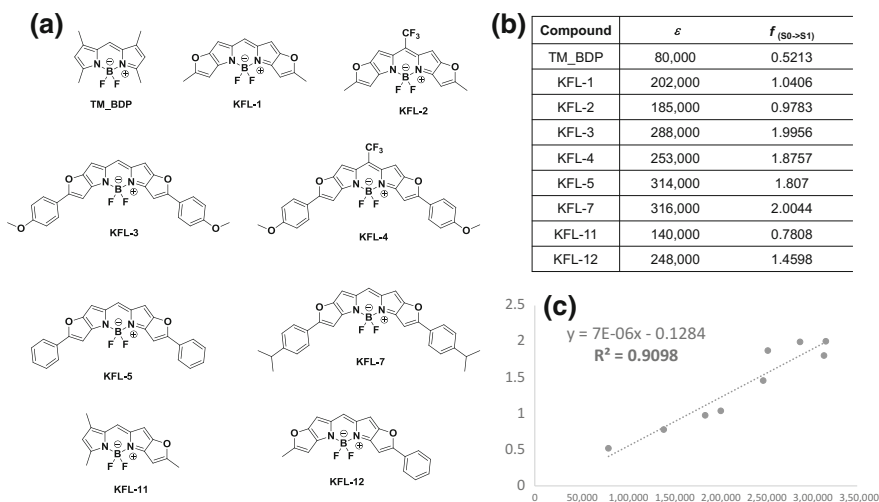 (a)
N B N
F F
⊖ ⊕
TM_BDP
O O
N B N
F F
⊖ ⊕
KFL-1
CF3
O O
N B N
F F
⊖ ⊕
KFL-2
O O
N B N
F F
⊖ ⊕
O O
KFL-3
CF3
O O
N B N
F F
⊖ ⊕
O O
KFL-4
O O
N B N
F F
⊖ ⊕
KFL-5
O O
N B N
F F
⊖ ⊕
KFL-7
O
N B N
F F
⊖ ⊕
KFL-11
O O
N B N
F F
⊖ ⊕
KFL-12
(b)
Compound ε f (S0->S1)
TM_BDP 80,000 0.5213
KFL-1 202,000 1.0406
KFL-2 185,000 0.9783
KFL-3 288,000 1.9956
KFL-4 253,000 1.8757
KFL-5 314,000 1.807
KFL-7 316,000 2.0044
KFL-11 140,000 0.7808
KFL-12 248,000 1.4598
(c)
y = 7E-06x - 0.1284
R² = 0.9098
2.5
2
1.5
1
0.5
0
0 50,000 1,00,000 1,50,000 2,00,000 2,50,000 3,00,000 3,50,000